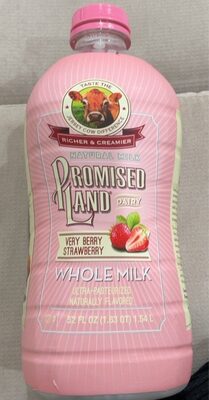 TASTE THE
JERSEY COW DIFFERENCE
RICHER & CREAMIER
NATURAL MILK
PROMISED
LAND
DAIRY
VERY BERRY
STRAWBERRY
WHOLE MILK
ULTRA-PASTEURIZED
NATURALLY FLAVORED
52 FL OZ (1.63 QT) 1.54 L